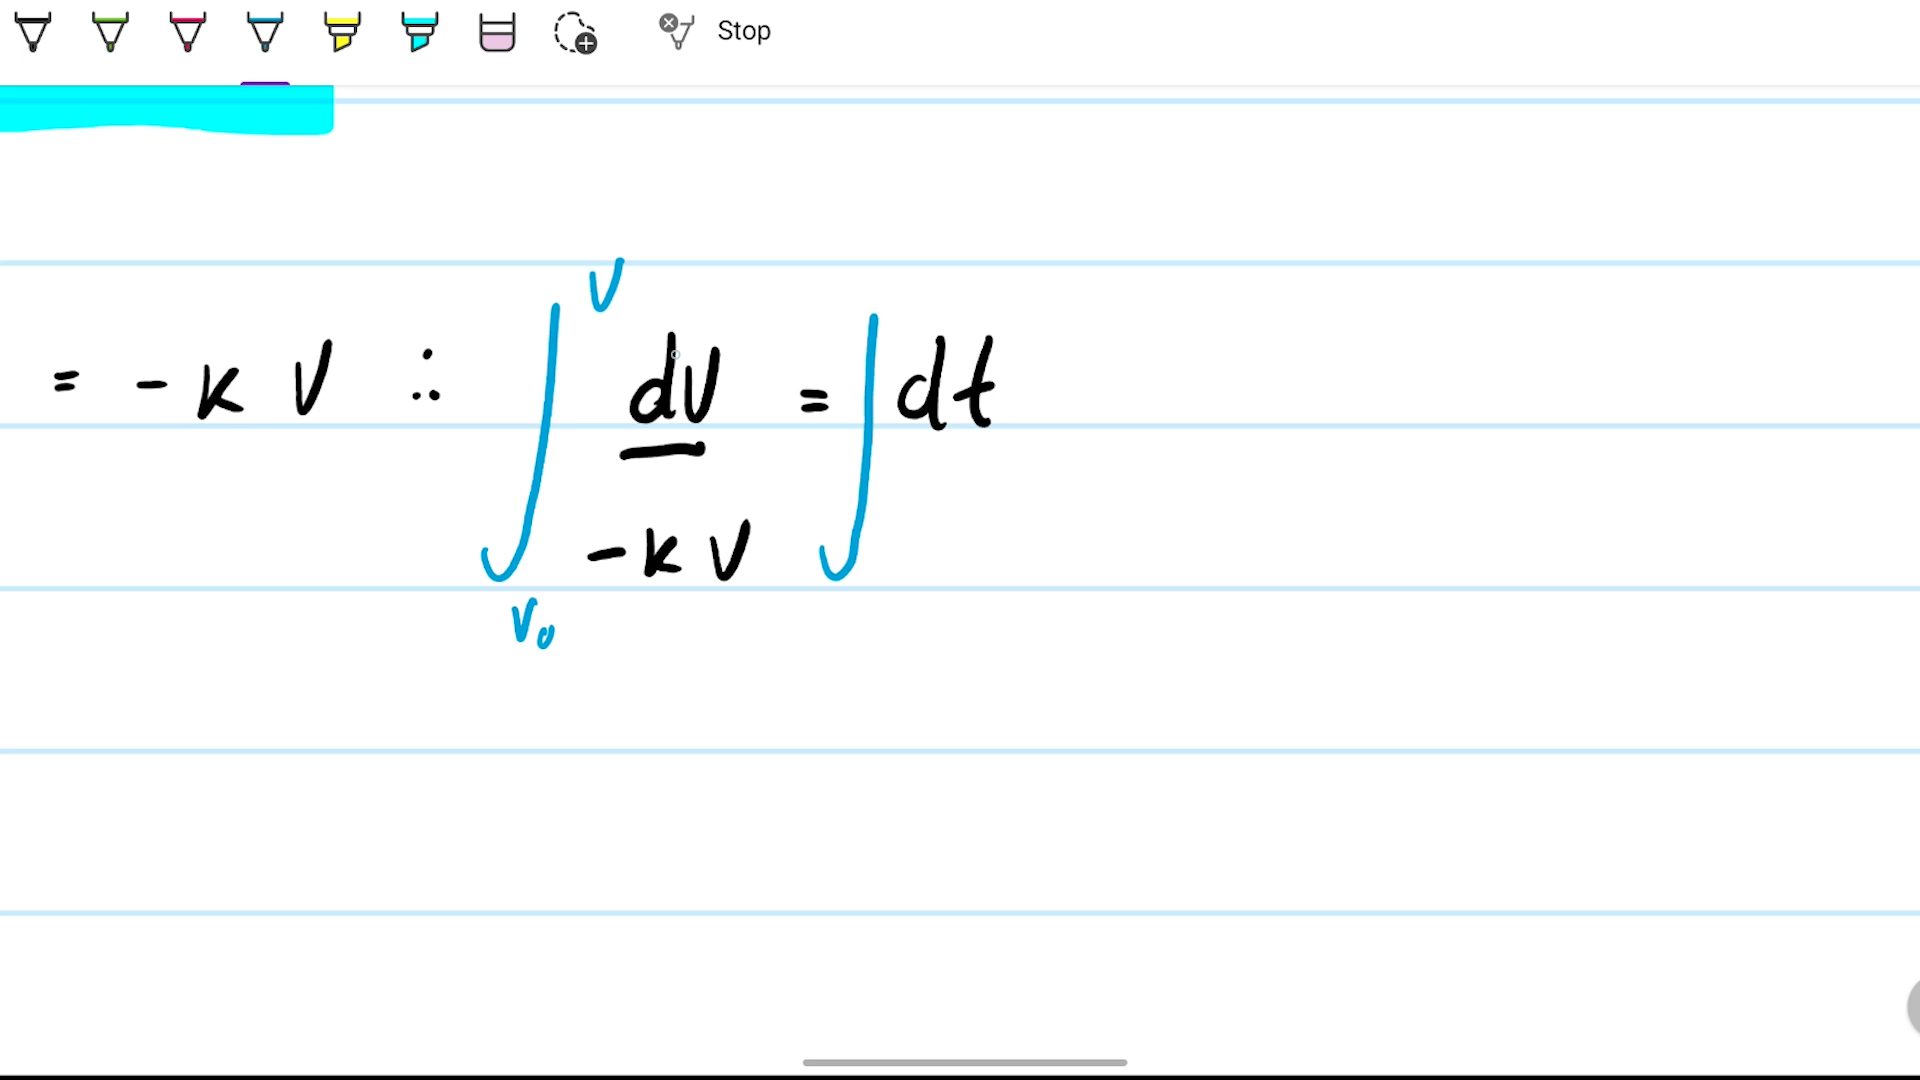 Stop
= -k v ∴ ∫_{v₀}^{v} dv/(-k v) = ∫ dt